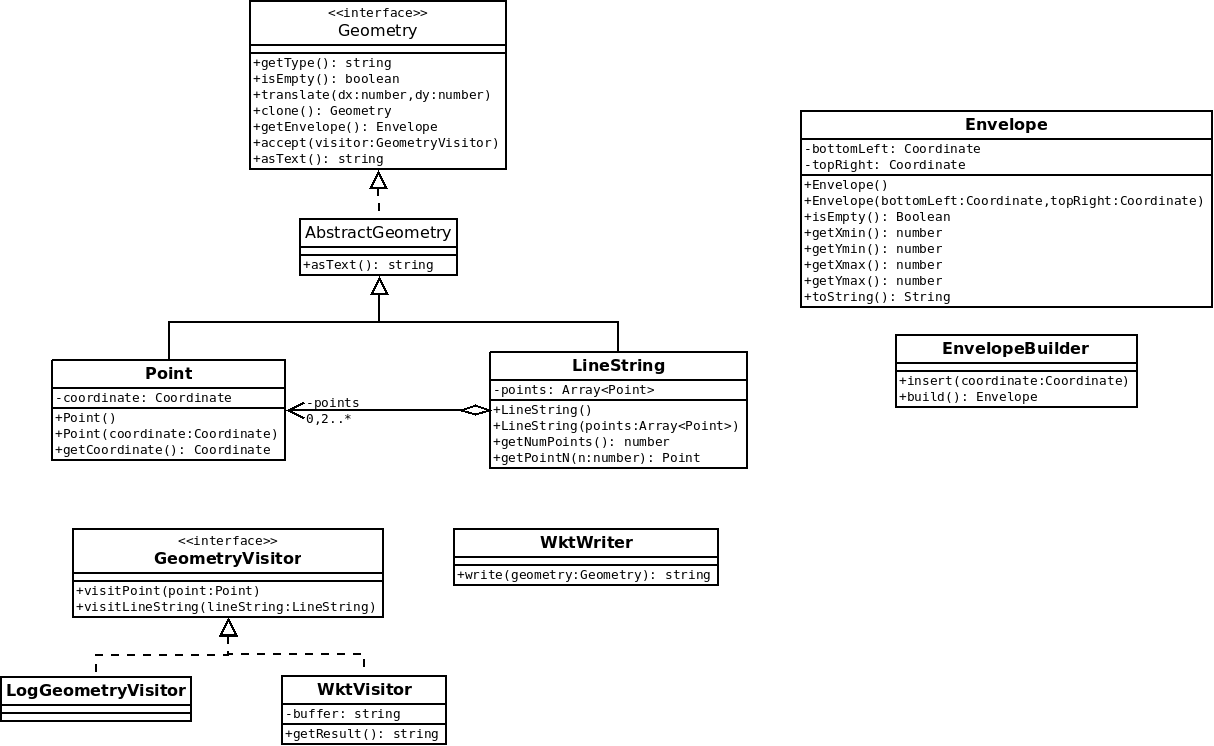 <<interface>>
Geometry
+getType(): string
+isEmpty(): boolean
+translate(dx:number,dy:number)
+clone(): Geometry
+getEnvelope(): Envelope
+accept(visitor:GeometryVisitor)
+asText(): string
AbstractGeometry
+asText(): string
Envelope
-bottomLeft: Coordinate
-topRight: Coordinate
+Envelope()
+Envelope(bottomLeft:Coordinate,topRight:Coordinate)
+isEmpty(): Boolean
+getXmin(): number
+getYmin(): number
+getXmax(): number
+getYmax(): number
+toString(): String
EnvelopeBuilder
+insert(coordinate:Coordinate)
+build(): Envelope
Point
-coordinate: Coordinate
+Point()
+Point(coordinate:Coordinate)
+getCoordinate(): Coordinate
-points
0,2..*
LineString
-points: Array<Point>
+LineString()
+LineString(points:Array<Point>)
+getNumPoints(): number
+getPointN(n:number): Point
<<interface>>
GeometryVisitor
+visitPoint(point:Point)
+visitLineString(lineString:LineString)
WktWriter
+write(geometry:Geometry): string
LogGeometryVisitor
WktVisitor
-buffer: string
+getResult(): string